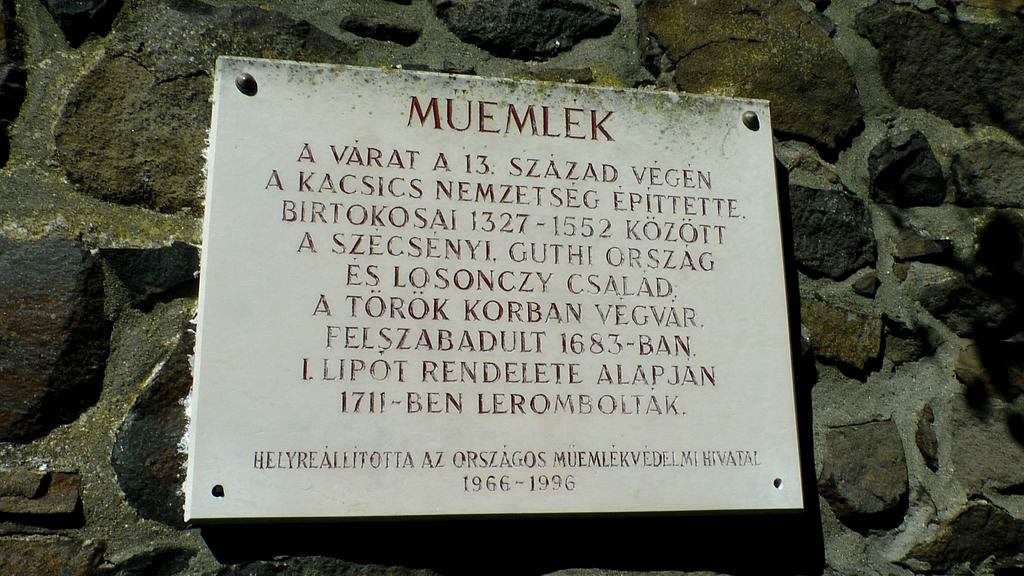 MŰEMLÉK
A VÁRAT A 13. SZÁZAD VÉGÉN
A KACSICS NEMZETSÉG ÉPÍTTETTE.
BIRTOKOSAI 1327-1552 KÖZÖTT
A SZÉCSÉNYI, GUTHI ORSZÁG
ÉS LOSONCZY CSALÁD.
A TÖRÖK KORBAN VÉGVÁR.
FELSZABADULT 1683-BAN.
I. LIPÓT RENDELETE ALAPJÁN
1711-BEN LEROMBOLTÁK.
HELYREÁLLÍTOTTA AZ ORSZÁGOS MŰEMLÉKVÉDELMI HIVATAL
1966-1996